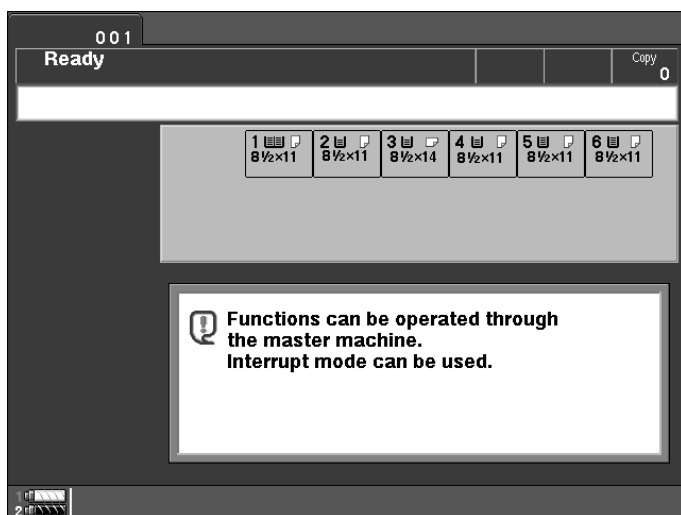 001
Ready
Copy
0
1 2 3 4 5 6
8½×11 8½×11 8½×14 8½×11 8½×11 8½×11
Functions can be operated through
the master machine.
Interrupt mode can be used.
1
2